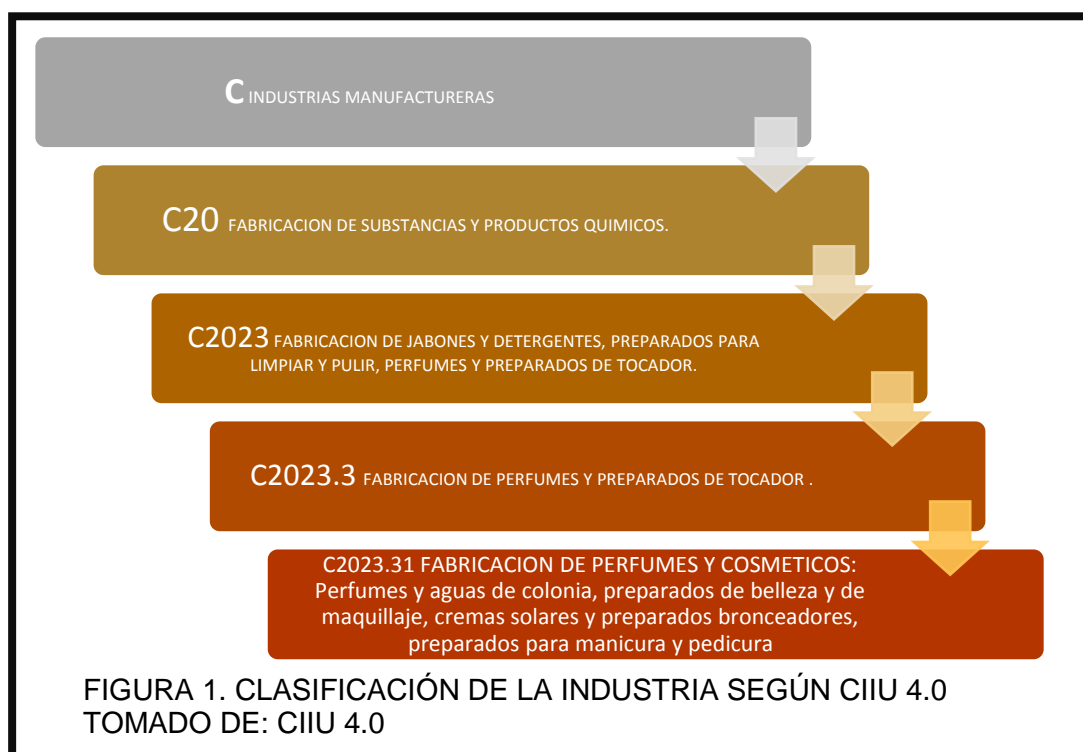 C INDUSTRIAS MANUFACTURERAS
C20 FABRICACION DE SUBSTANCIAS Y PRODUCTOS QUIMICOS.
C2023 FABRICACION DE JABONES Y DETERGENTES, PREPARADOS PARA
LIMPIAR Y PULIR, PERFUMES Y PREPARADOS DE TOCADOR.
C2023.3 FABRICACION DE PERFUMES Y PREPARADOS DE TOCADOR .
C2023.31 FABRICACION DE PERFUMES Y COSMETICOS:
Perfumes y aguas de colonia, preparados de belleza y de
maquillaje, cremas solares y preparados bronceadores,
preparados para manicura y pedicura
FIGURA 1. CLASIFICACIÓN DE LA INDUSTRIA SEGÚN CIIU 4.0
TOMADO DE: CIIU 4.0